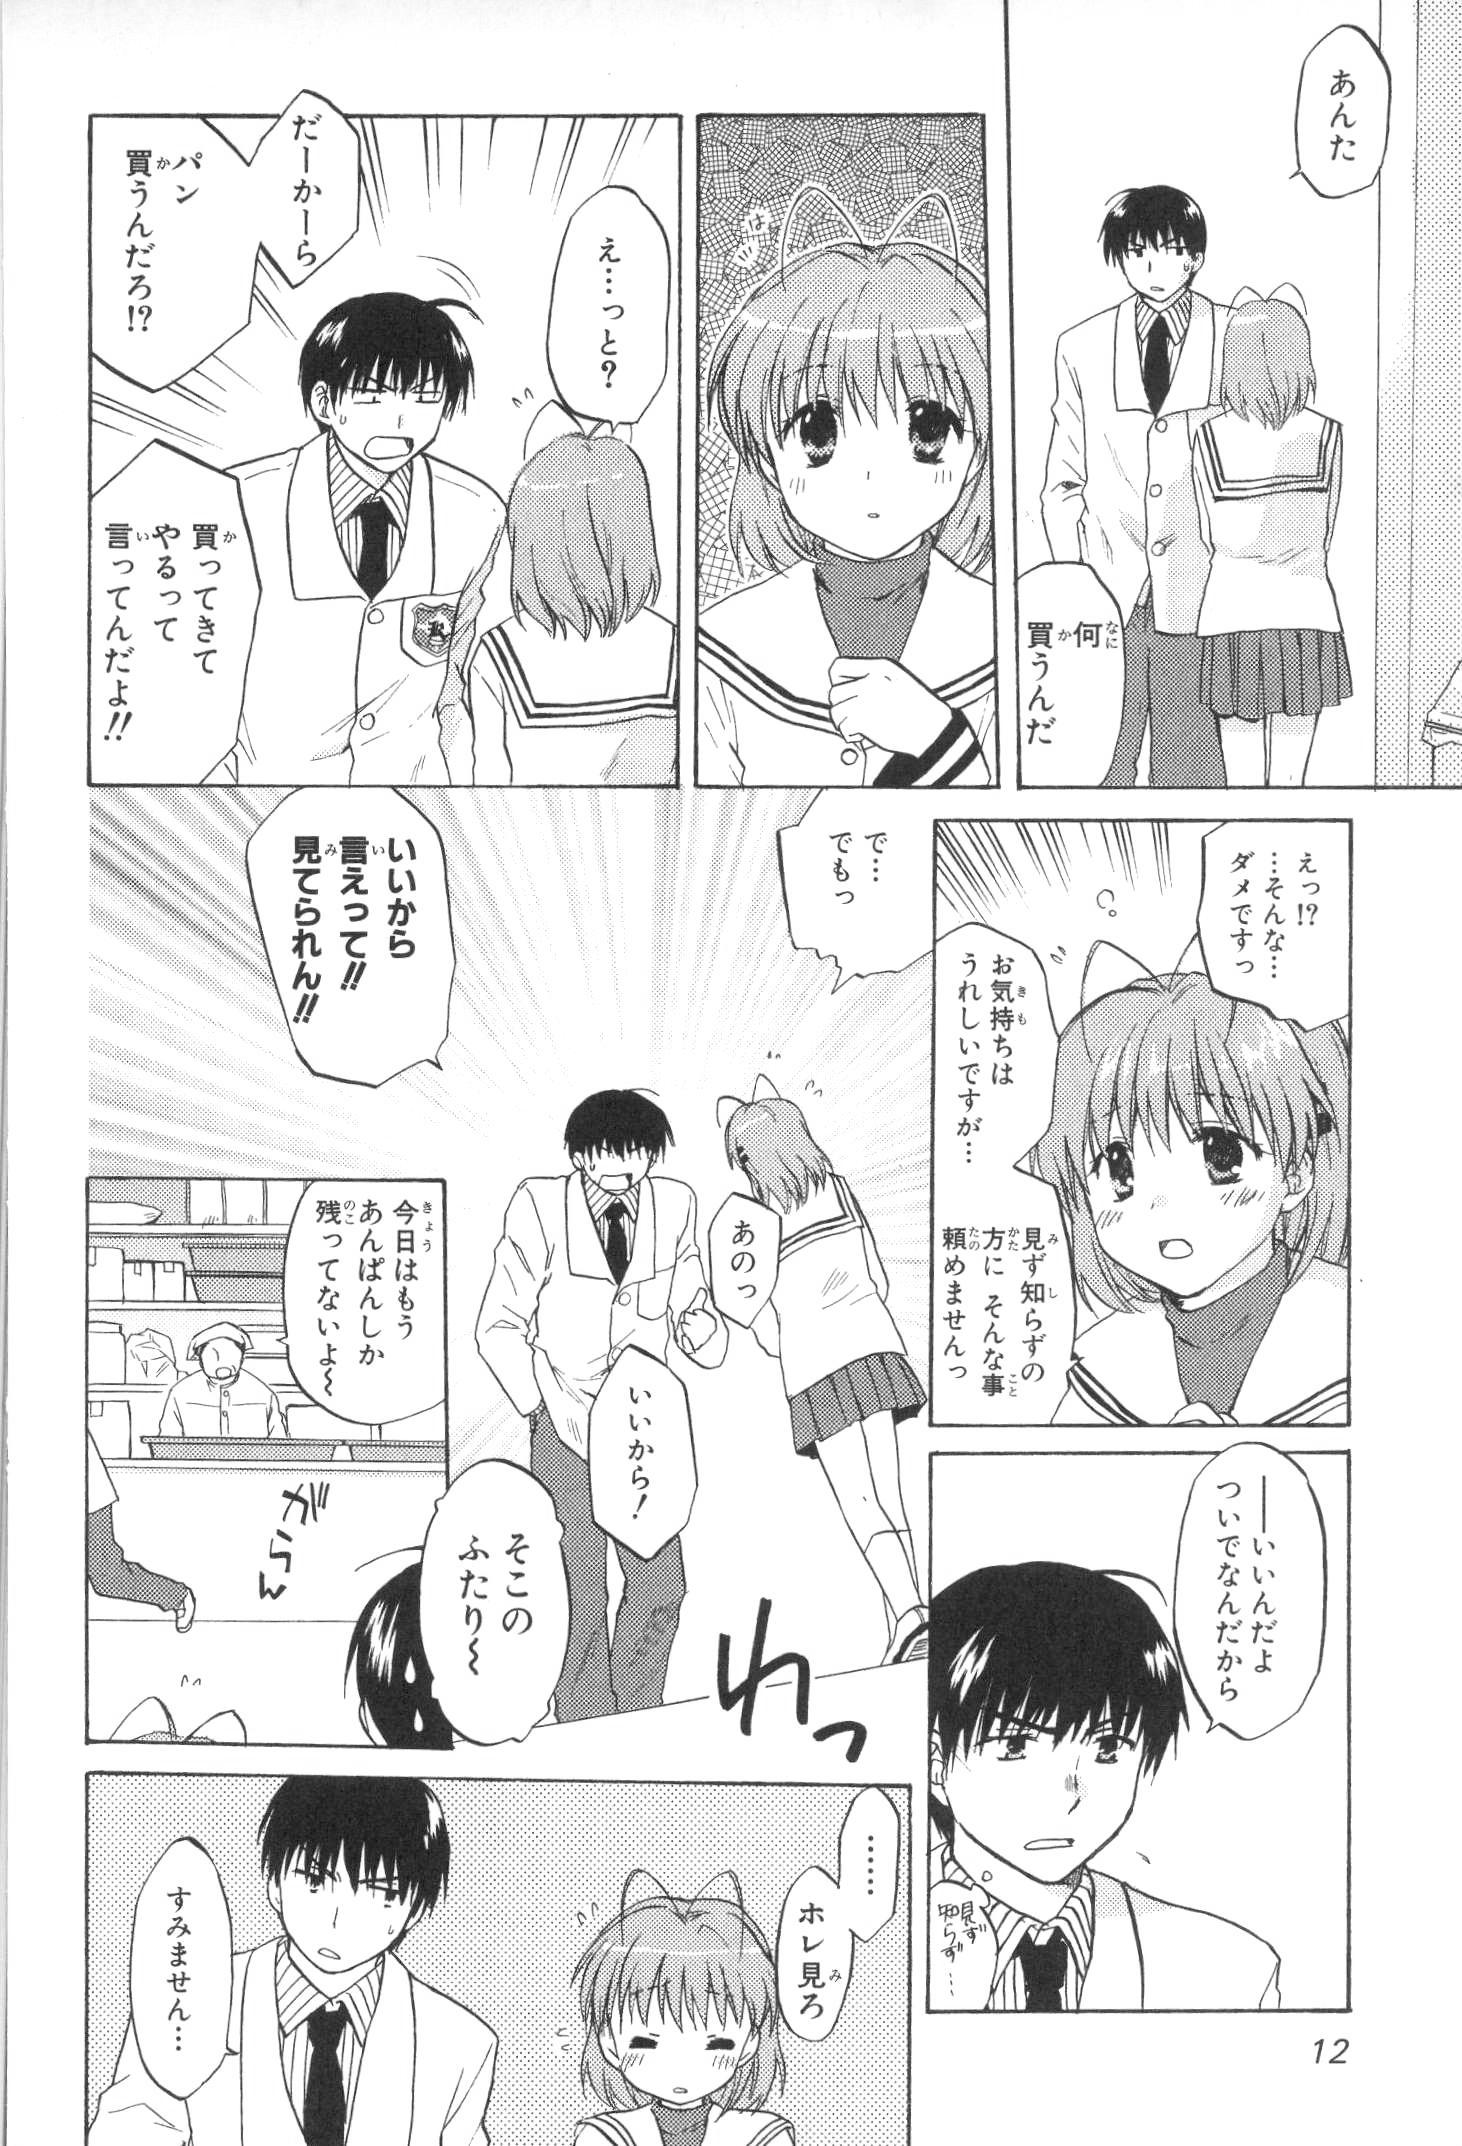 あんた
何
買うんだ
は
え…っと?
だーかーら
パン
買うんだろ!?
買ってきて
やるって
言ってんだよ!!
えっ!?
…そんな…
ダメですっ
お気持ちは
うれしいですが…
見ず知らずの
方に そんな事
頼めませんっ
―いいんだよ
ついでなんだから
見ず
知らず…
で…
でもっ
いいから
言えって!!
見てられん!!
あのっ
いいから!
わっ
今日はもう
あんぱんしか
残ってないよ〜
がらん
そこの
ふたり〜
……
ホレ見ろ
すみません…
12